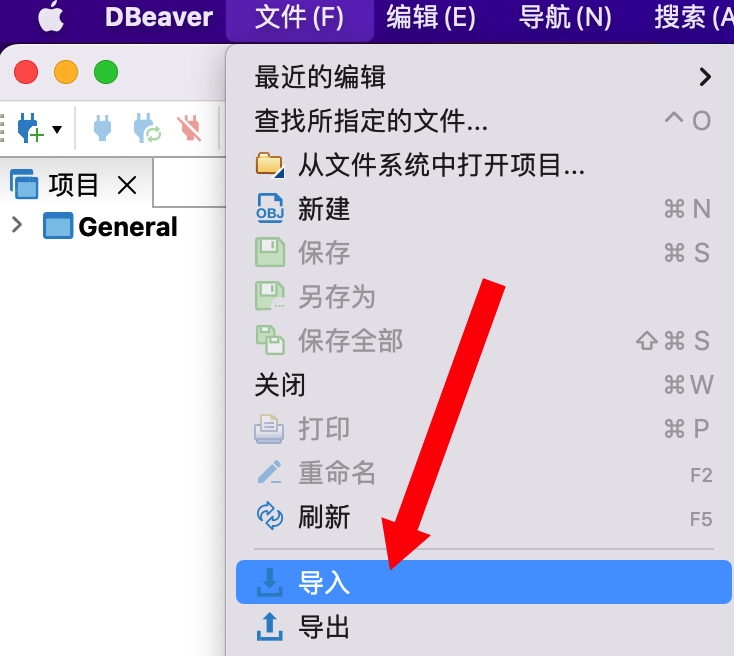 DBeaver 文件 (F) 编辑 (E) 导航 (N) 搜索 (A
项目
General
最近的编辑
查找所指定的文件... ^ O
从文件系统中打开项目...
OBJ 新建 ⌘ N
保存 ⌘ S
另存为
保存全部 ⇧ ⌘ S
关闭 ⌘ W
打印 ⌘ P
重命名 F2
刷新 F5
导入
导出